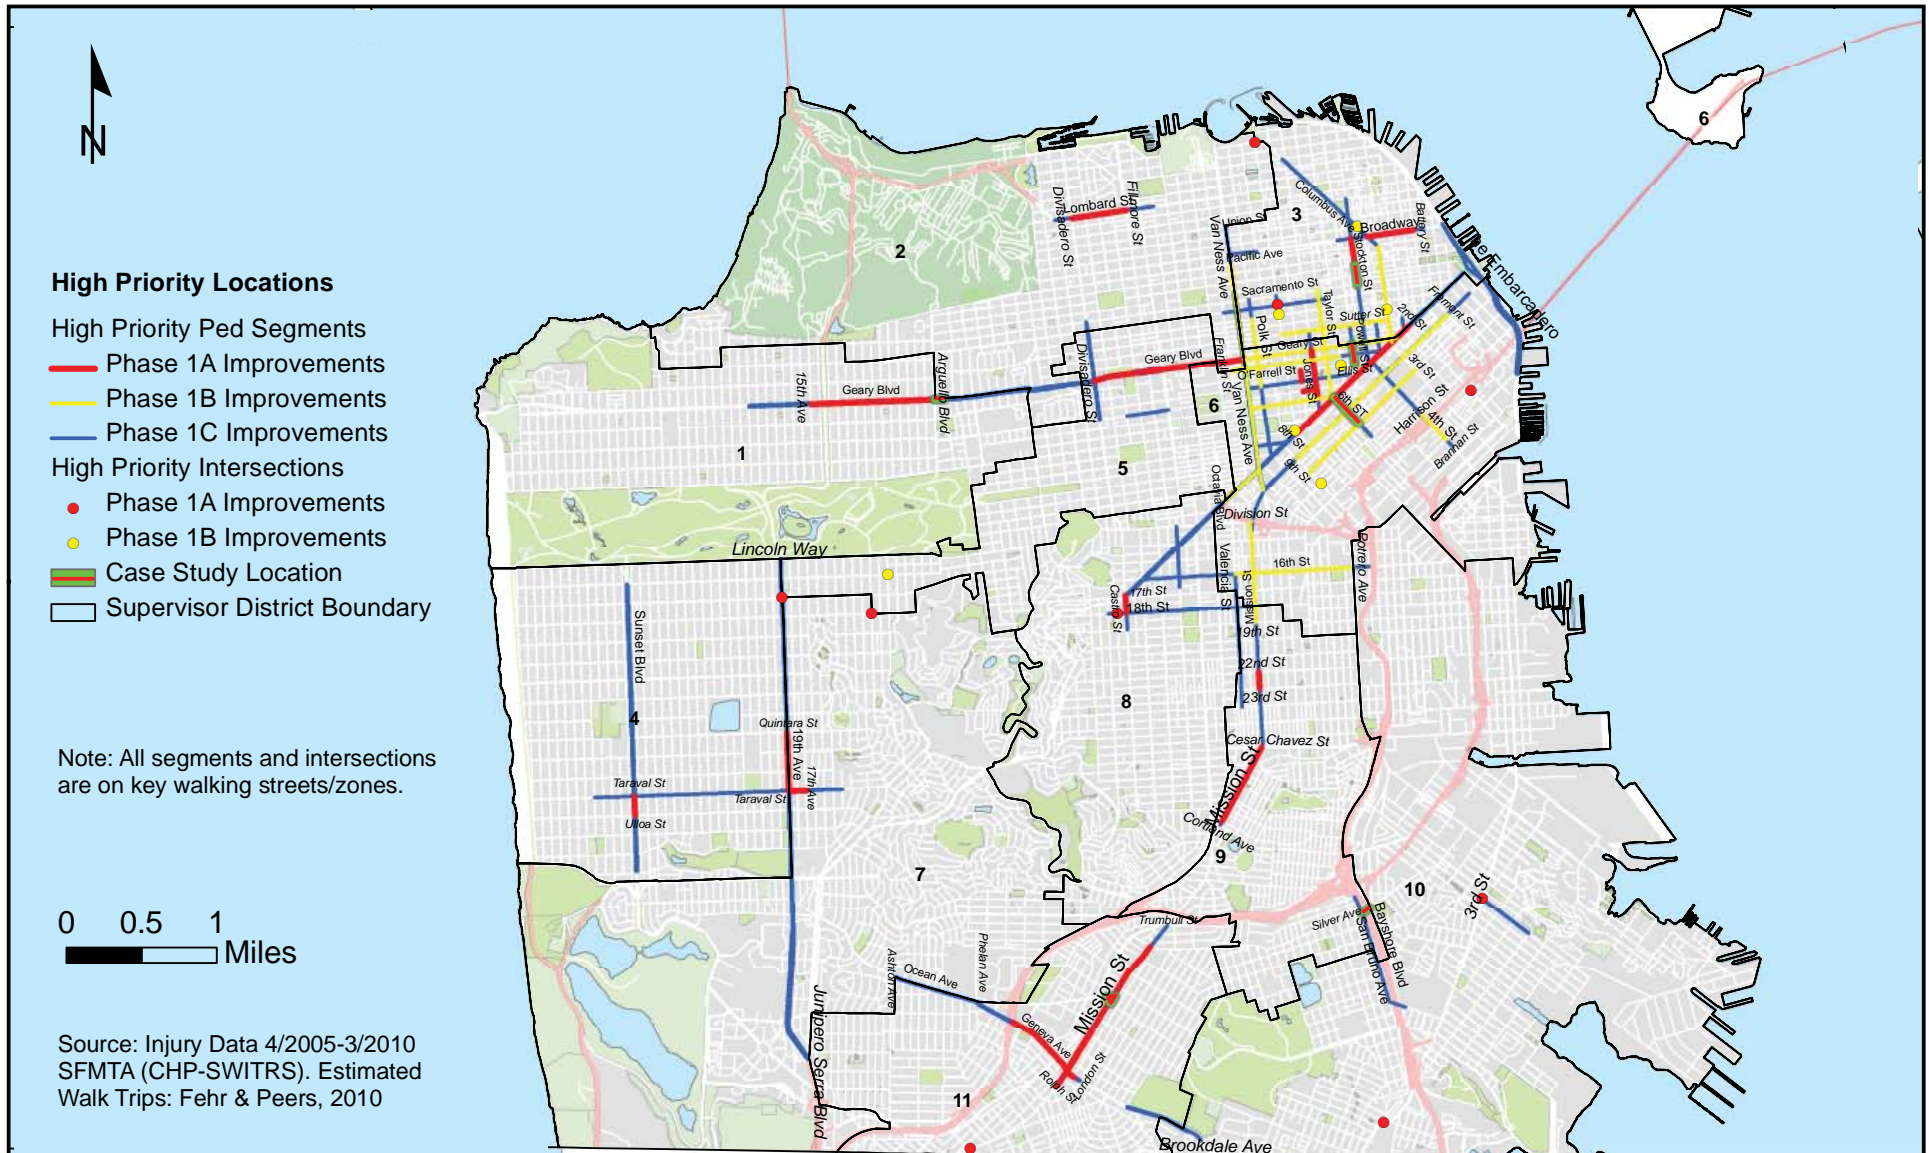 N
High Priority Locations
High Priority Ped Segments
Phase 1A Improvements
Phase 1B Improvements
Phase 1C Improvements
High Priority Intersections
Phase 1A Improvements
Phase 1B Improvements
Case Study Location
Supervisor District Boundary
Note: All segments and intersections
are on key walking streets/zones.
0 0.5 1
Miles
Source: Injury Data 4/2005-3/2010
SFMTA (CHP-SWITRS). Estimated
Walk Trips: Fehr & Peers, 2010
6
2
3
1
5
6
4
8
7
9
10
11
Lombard St
Divisadero St
Fillmore St
Union St
Van Ness Ave
Pacific Ave
Columbus Ave
Broadway
Battery St
Stockton St
The Embarcadero
Sacramento St
Taylor St
Polk St
Sutter St
Powell St
2nd St
Fremont St
Geary St
Geary Blvd
Franklin St
O'Farrell St
Jones St
Ellis St
3rd St
6th ST
Harrison St
4th St
Brannan St
8th St
9th St
Van Ness Ave
Divisadero St
Arguello Blvd
15th Ave
Geary Blvd
Octavia Blvd
Division St
Lincoln Way
16th St
Potrero Ave
Valencia St
Mission St
17th St
18th St
Castro St
19th St
22nd St
23rd St
Cesar Chavez St
Mission St
Cortland Ave
Sunset Blvd
Quintara St
19th Ave
17th Ave
Taraval St
Taraval St
Ulloa St
Trumbull St
Silver Ave
San Bruno Ave
Bayshore Blvd
3rd St
Ashton Ave
Ocean Ave
Phelan Ave
Mission St
Geneva Ave
Rolph St
London St
Junipero Serra Blvd
Brookdale Ave